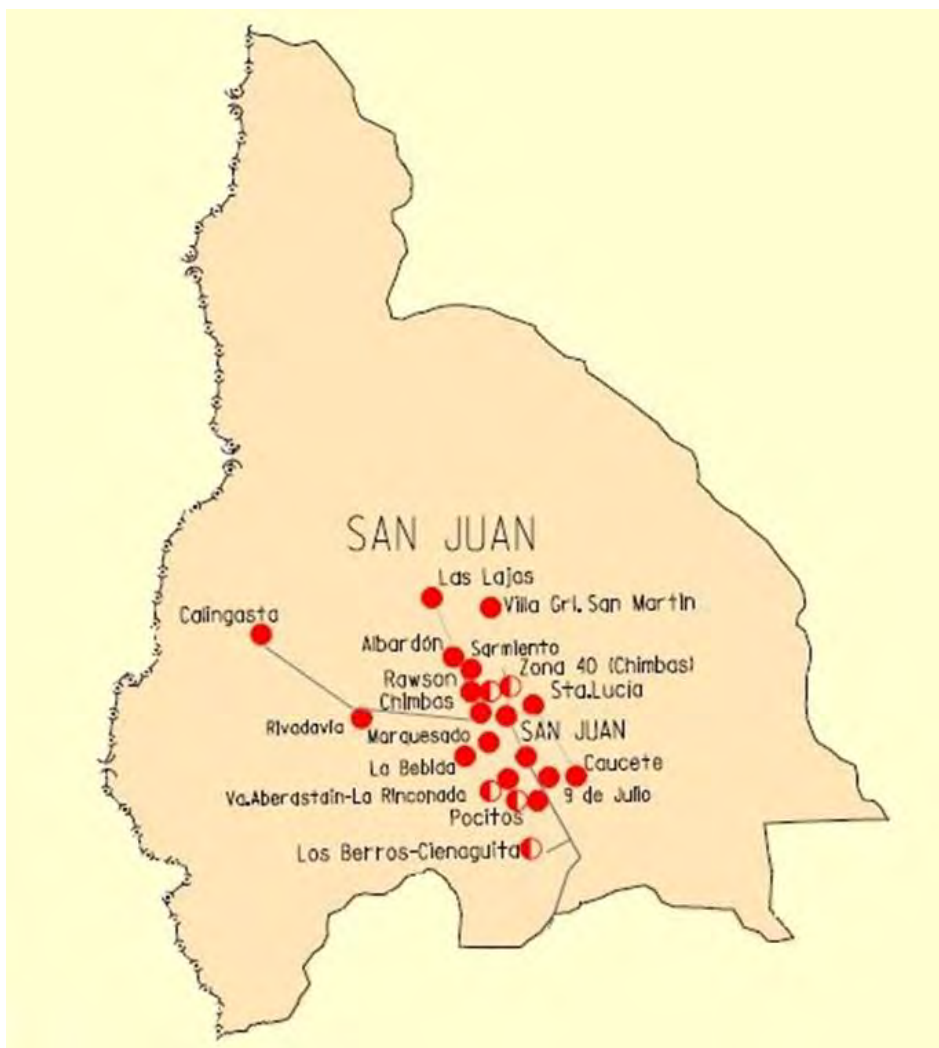 SAN JUAN
Las Lajas
Villa Grl. San Martin
Calingasta
Albardón
Sarmiento
Zona 40 (Chimbas)
Rawson
Sta.Lucia
Chimbas
Rivadavia
Marquesado
SAN JUAN
La Bebida
Caucete
Va.Aberastain-La Rinconada
9 de Julio
Pocitos
Los Berros-Cienaguita